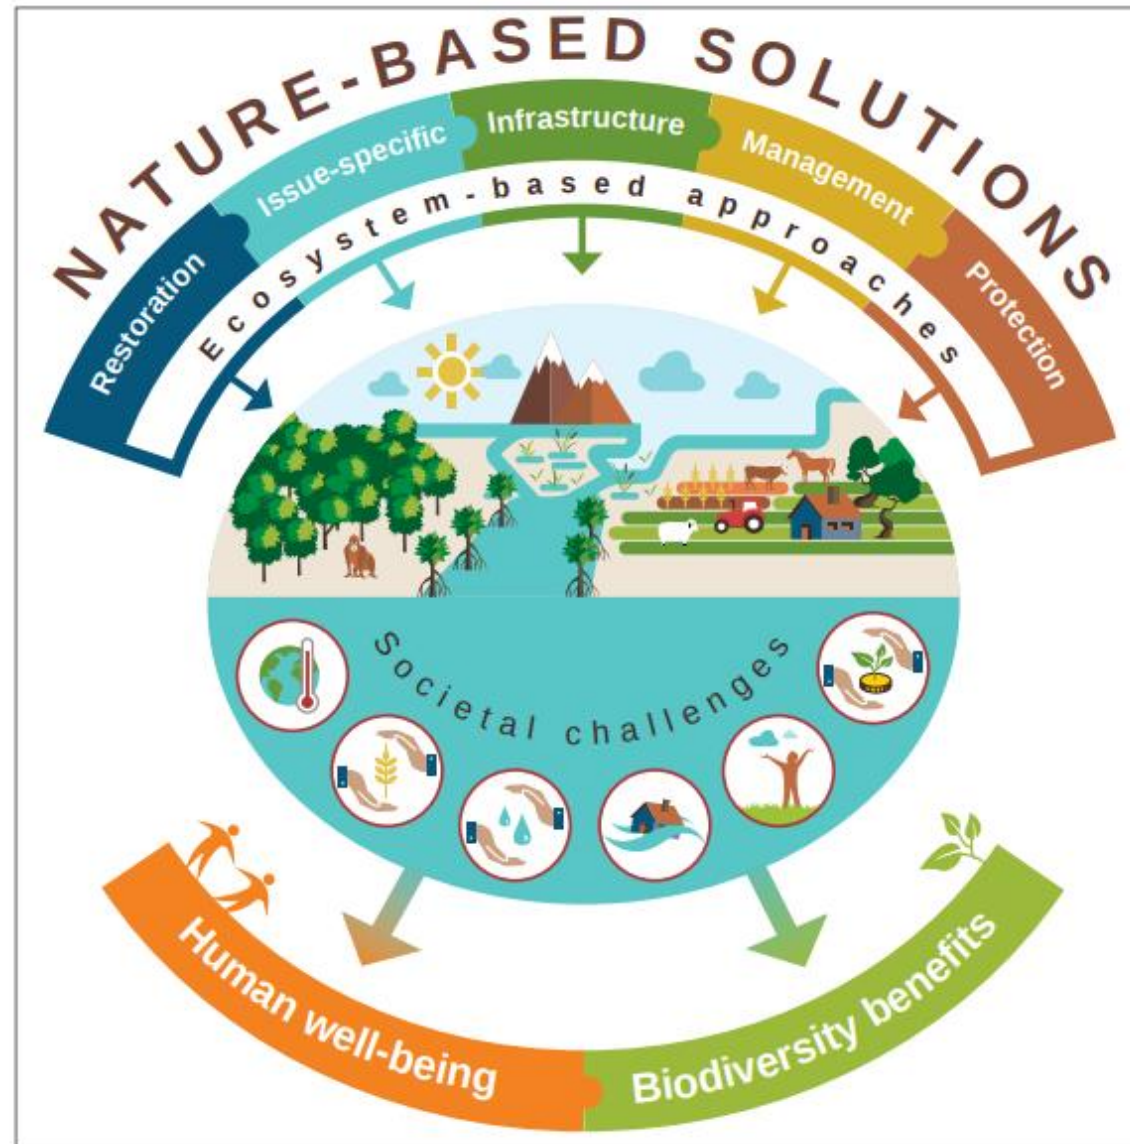 NATURE-BASED SOLUTIONS
Restoration
Issue-specific
Infrastructure
Management
Protection
Ecosystem-based approaches
Societal challenges
Human well-being
Biodiversity benefits